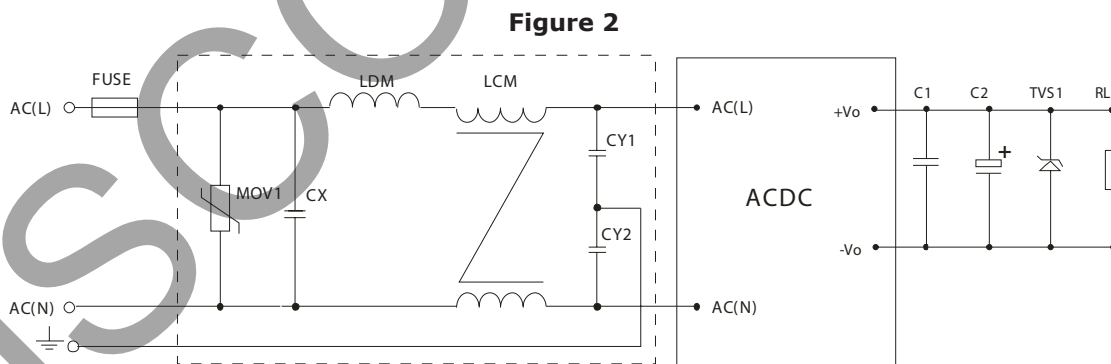 Figure 2
FUSE
LDM
LCM
C1
C2
TVS1
RL
AC(L)
AC(L)
+Vo
CY1
+
MOV1
CX
ACDC
CY2
-Vo
AC(N)
AC(N)